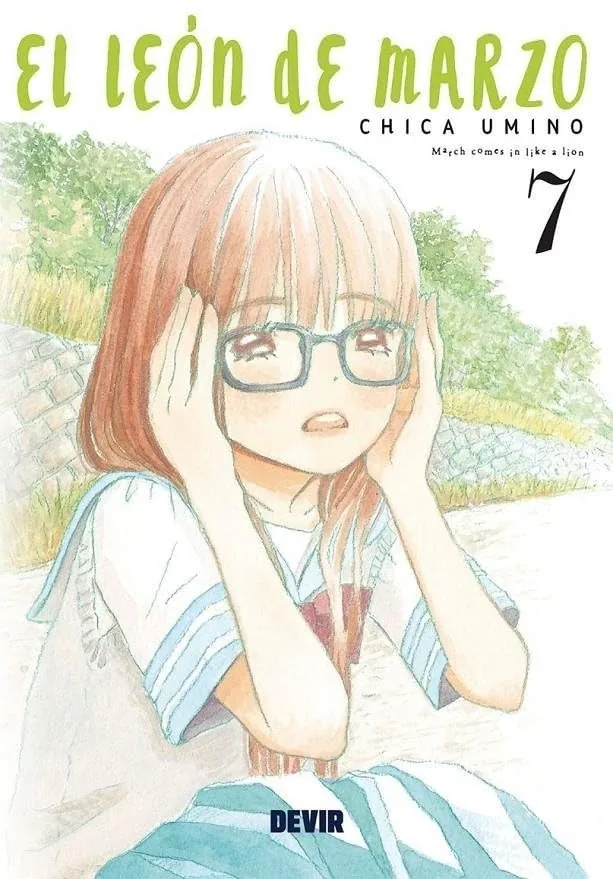 EL LEÓN DE MARZO
CHICA UMINO
March comes in like a lion
7
DEVIR